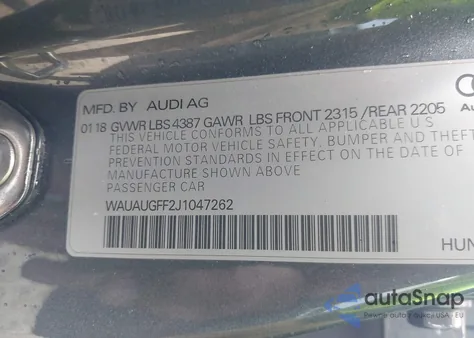 MFD. BY AUDI AG
01 18 GVWR LBS 4387 GAWR LBS FRONT 2315 /REAR 2205
THIS VEHICLE CONFORMS TO ALL APPLICABLE U S
FEDERAL MOTOR VEHICLE SAFETY, BUMPER AND THEFT
PREVENTION STANDARDS IN EFFECT ON THE DATE OF
MANUFACTURE SHOWN ABOVE.
PASSENGER CAR
WAUAUGFF2J1047262
HUN
autoSnap